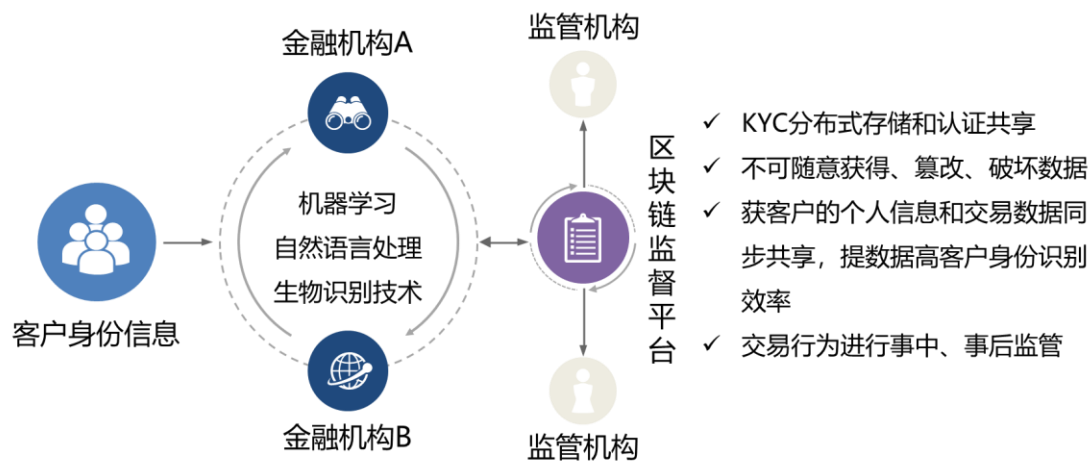 客户身份信息
金融机构A
机器学习
自然语言处理
生物识别技术
金融机构B
监管机构
区块链监督平台
监管机构
✓ KYC分布式存储和认证共享
✓ 不可随意获得、篡改、破坏数据
✓ 获客户的个人信息和交易数据同
步共享，提数据高客户身份识别
效率
✓ 交易行为进行事中、事后监管